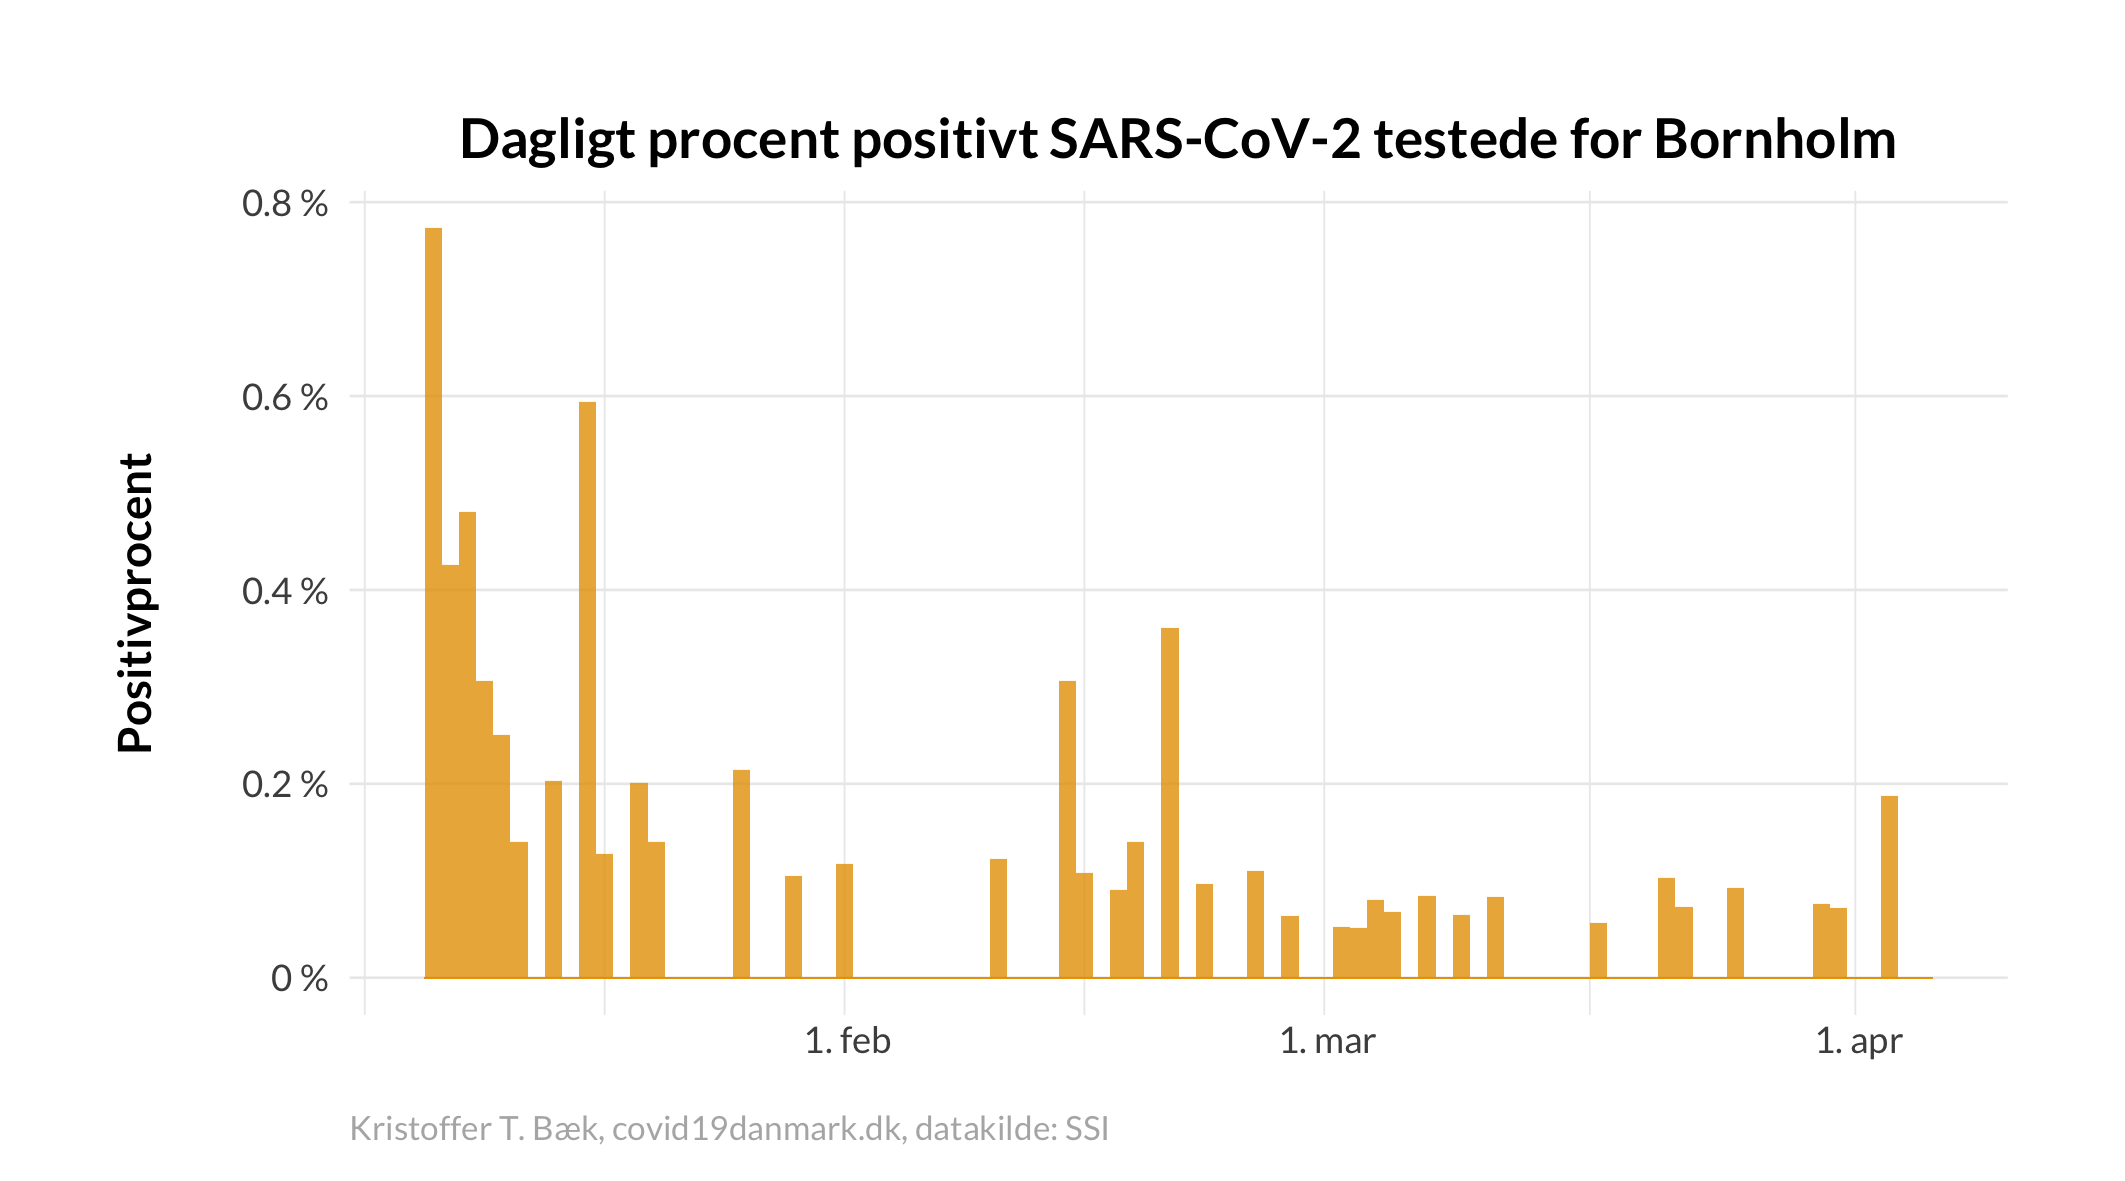 Dagligt procent positivt SARS-CoV-2 testede for Bornholm
Positivprocent
0.8 %
0.6 %
0.4 %
0.2 %
0 %
1. feb
1. mar
1. apr
Kristoffer T. Bæk, covid19danmark.dk, datakilde: SSI